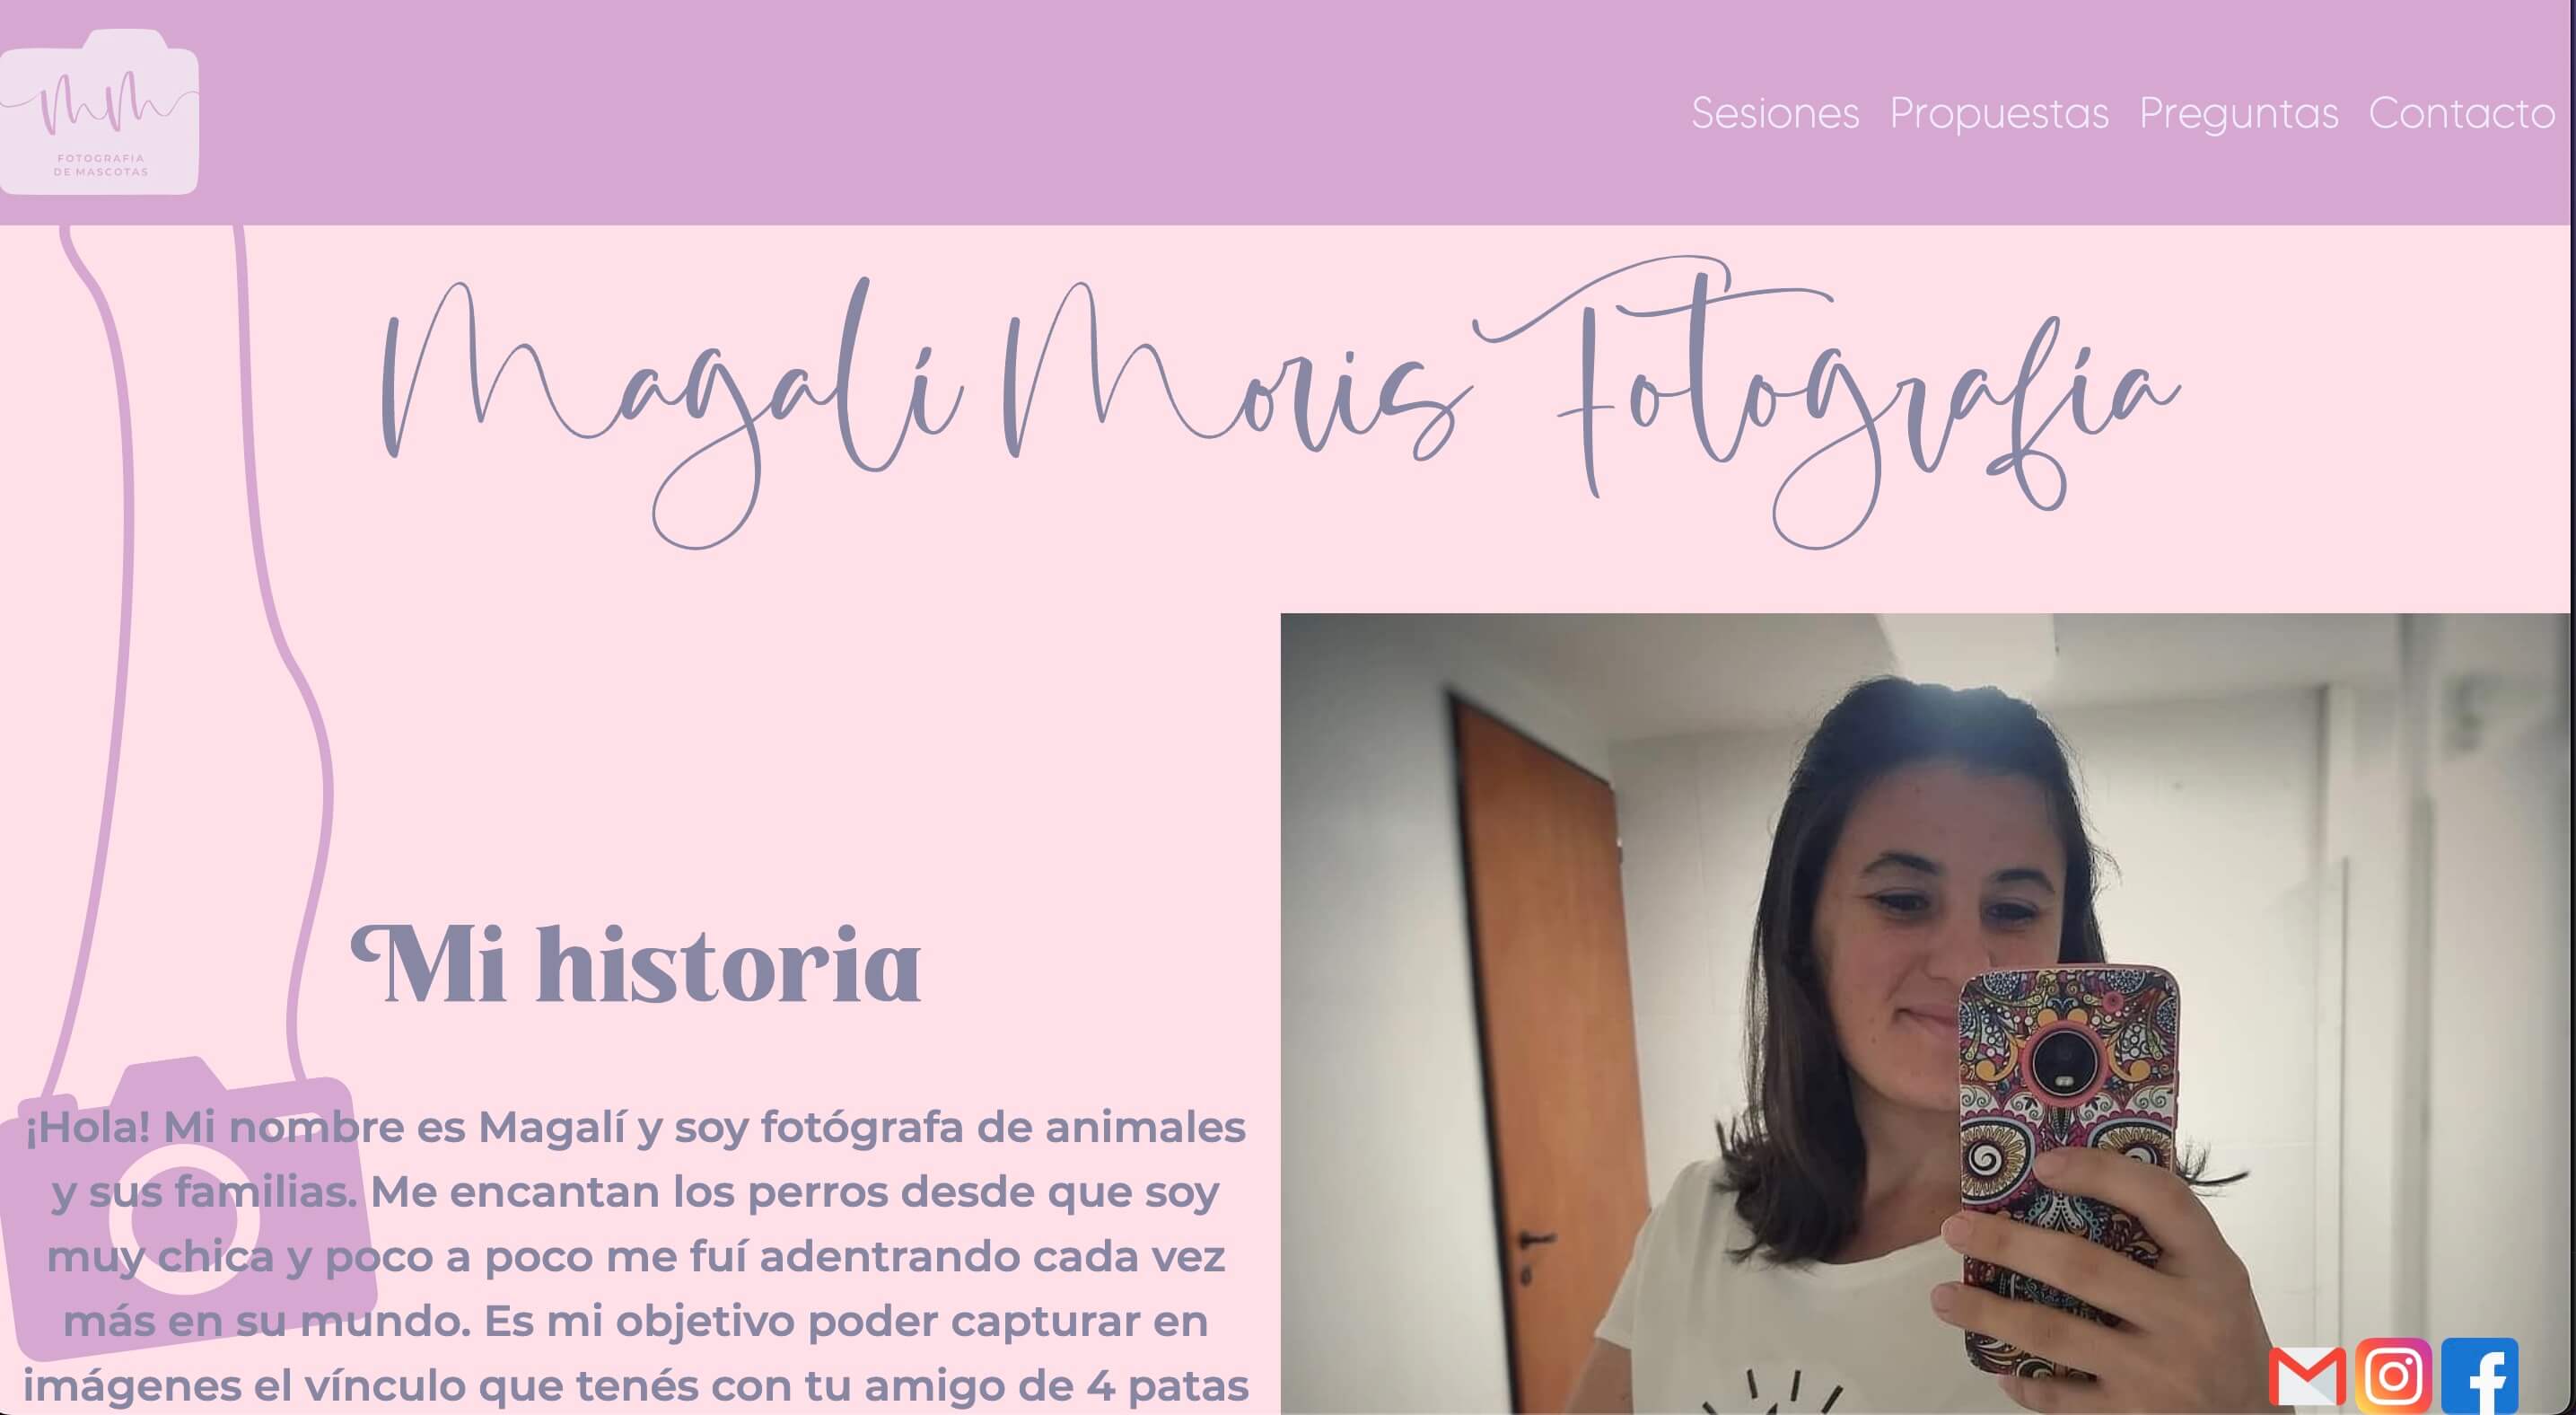 mm
FOTOGRAFIA
DE MASCOTAS
Sesiones Propuestas Preguntas Contacto
Magalí Moris Fotografía
Mi historia
¡Hola! Mi nombre es Magalí y soy fotógrafa de animales
y sus familias. Me encantan los perros desde que soy
muy chica y poco a poco me fuí adentrando cada vez
más en su mundo. Es mi objetivo poder capturar en
imágenes el vínculo que tenés con tu amigo de 4 patas